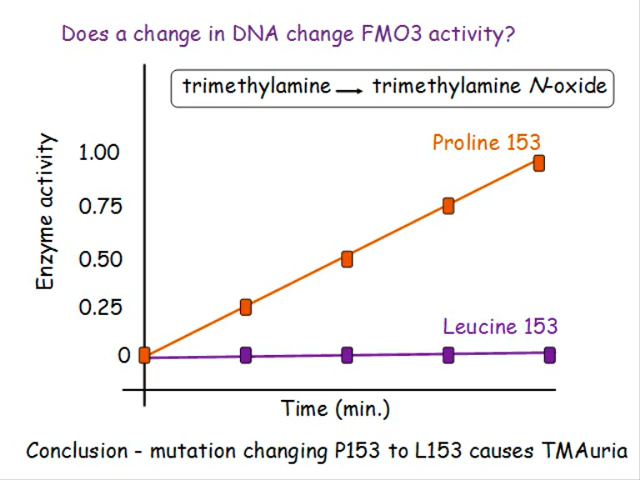 Does a change in DNA change FMO3 activity?
trimethylamine → trimethylamine N-oxide
Proline 153
Enzyme activity
1.00
0.75
0.50
0.25
Leucine 153
0
Time (min.)
Conclusion - mutation changing P153 to L153 causes TMAuria